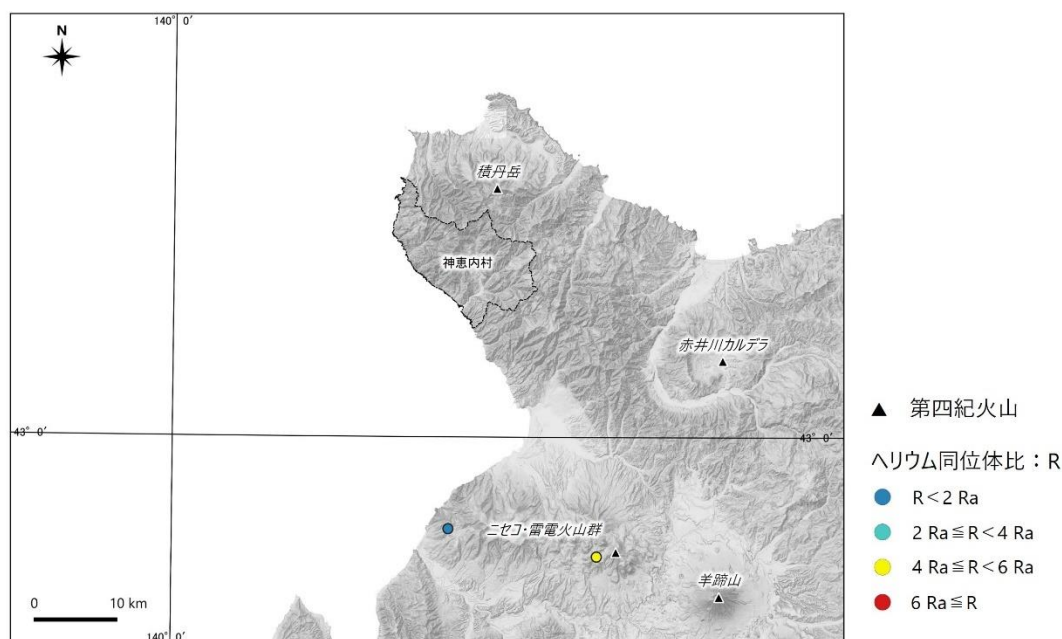 140° 0′
N
積丹岳
神恵内村
赤井川カルデラ
43° 0′
43° 0′
ニセコ・雷電火山群
羊蹄山
0 10 km
140° 0′
第四紀火山
ヘリウム同位体比：R
R＜2 Ra
2 Ra≦R＜4 Ra
4 Ra≦R＜6 Ra
6 Ra≦R